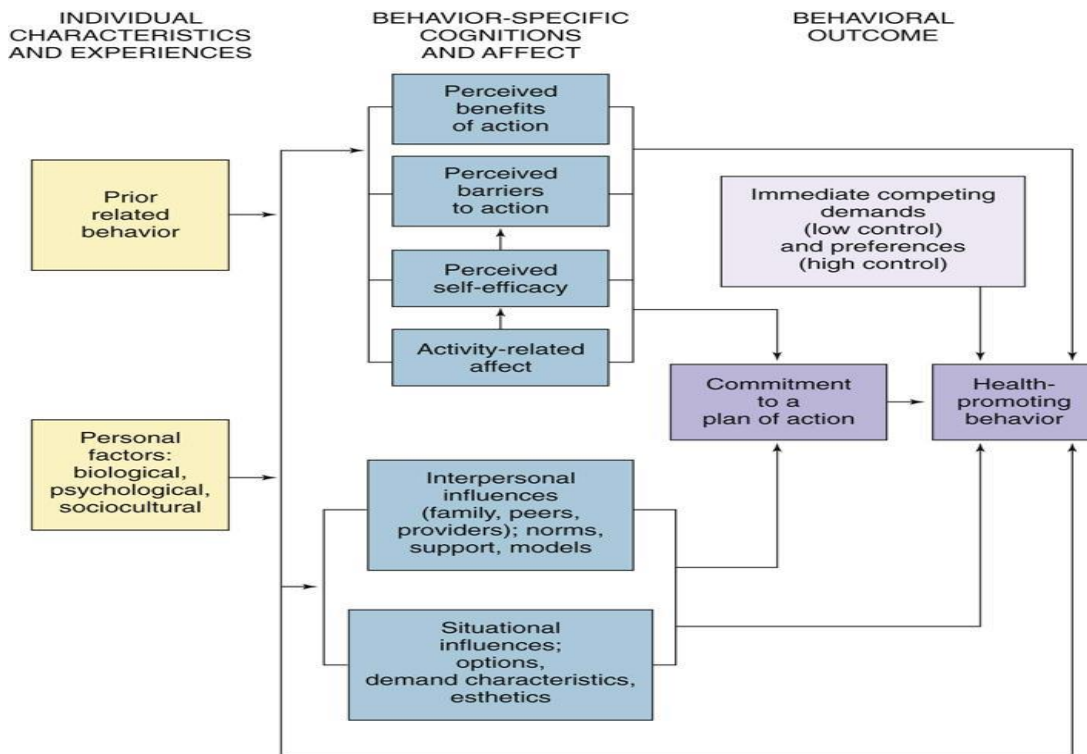 INDIVIDUAL
CHARACTERISTICS
AND EXPERIENCES
BEHAVIOR-SPECIFIC
COGNITIONS
AND AFFECT
BEHAVIORAL
OUTCOME
Perceived
benefits
of action
Prior
related
behavior
Perceived
barriers
to action
Immediate competing
demands
(low control)
and preferences
(high control)
Perceived
self-efficacy
Activity-related
affect
Commitment
to a
plan of action
Health-
promoting
behavior
Personal
factors:
biological,
psychological,
sociocultural
Interpersonal
influences
(family, peers,
providers); norms,
support, models
Situational
influences;
options,
demand characteristics,
esthetics